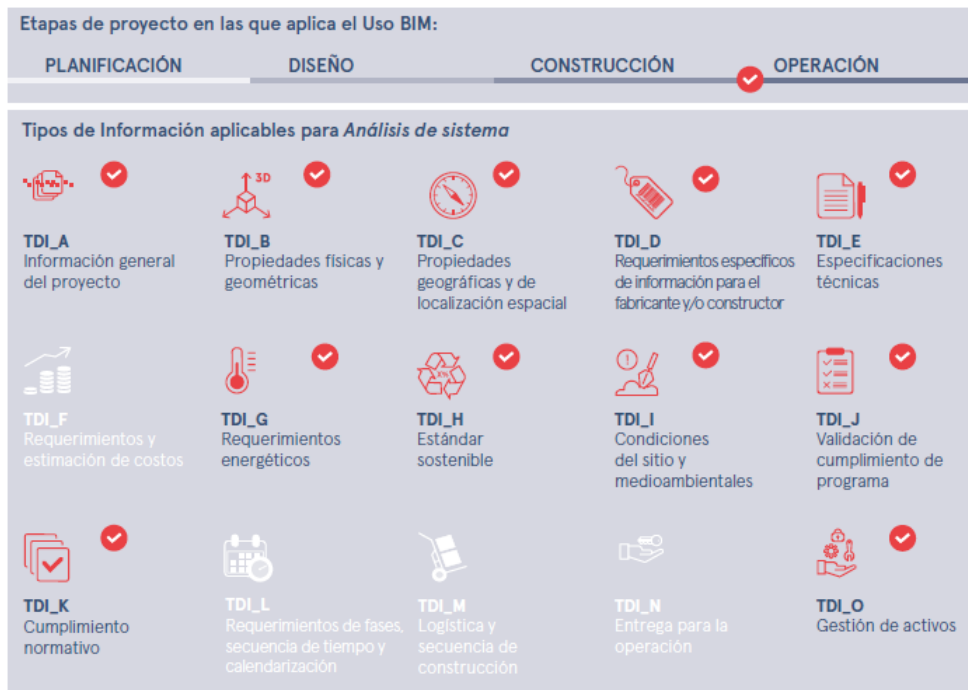 Etapas de proyecto en las que aplica el Uso BIM:
PLANIFICACIÓN DISEÑO CONSTRUCCIÓN OPERACIÓN
Tipos de Información aplicables para Análisis de sistema
3D
TDI_A
Información general
del proyecto
TDI_B
Propiedades físicas y
geométricas
TDI_C
Propiedades
geográficas y de
localización espacial
TDI_D
Requerimientos específicos
de información para el
fabricante y/o constructor
TDI_E
Especificaciones
técnicas
X%
TDI_F
Requerimientos y
estimación de costos
TDI_G
Requerimientos
energéticos
TDI_H
Estándar
sostenible
TDI_I
Condiciones
del sitio y
medioambientales
TDI_J
Validación de
cumplimiento de
programa
TDI_K
Cumplimiento
normativo
TDI_L
Requerimientos de fases,
secuencia de tiempo y
calendarización
TDI_M
Logística y
secuencia de
construcción
TDI_N
Entrega para la
operación
TDI_O
Gestión de activos